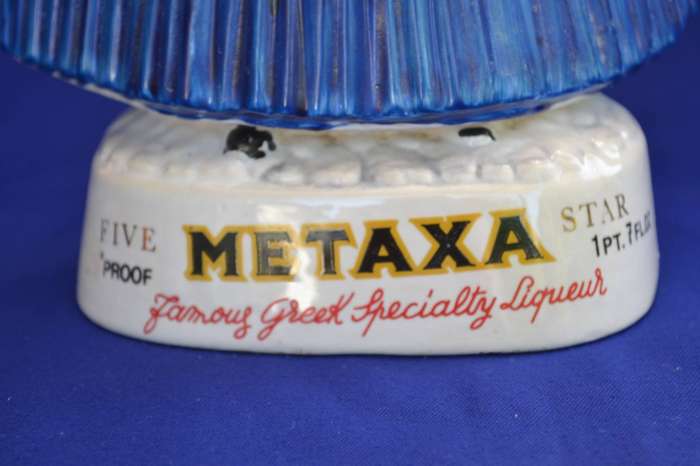 FIVE METAXA STAR
PROOF 1PT. 7 FL.OZ
Famous Greek Specialty Liqueur